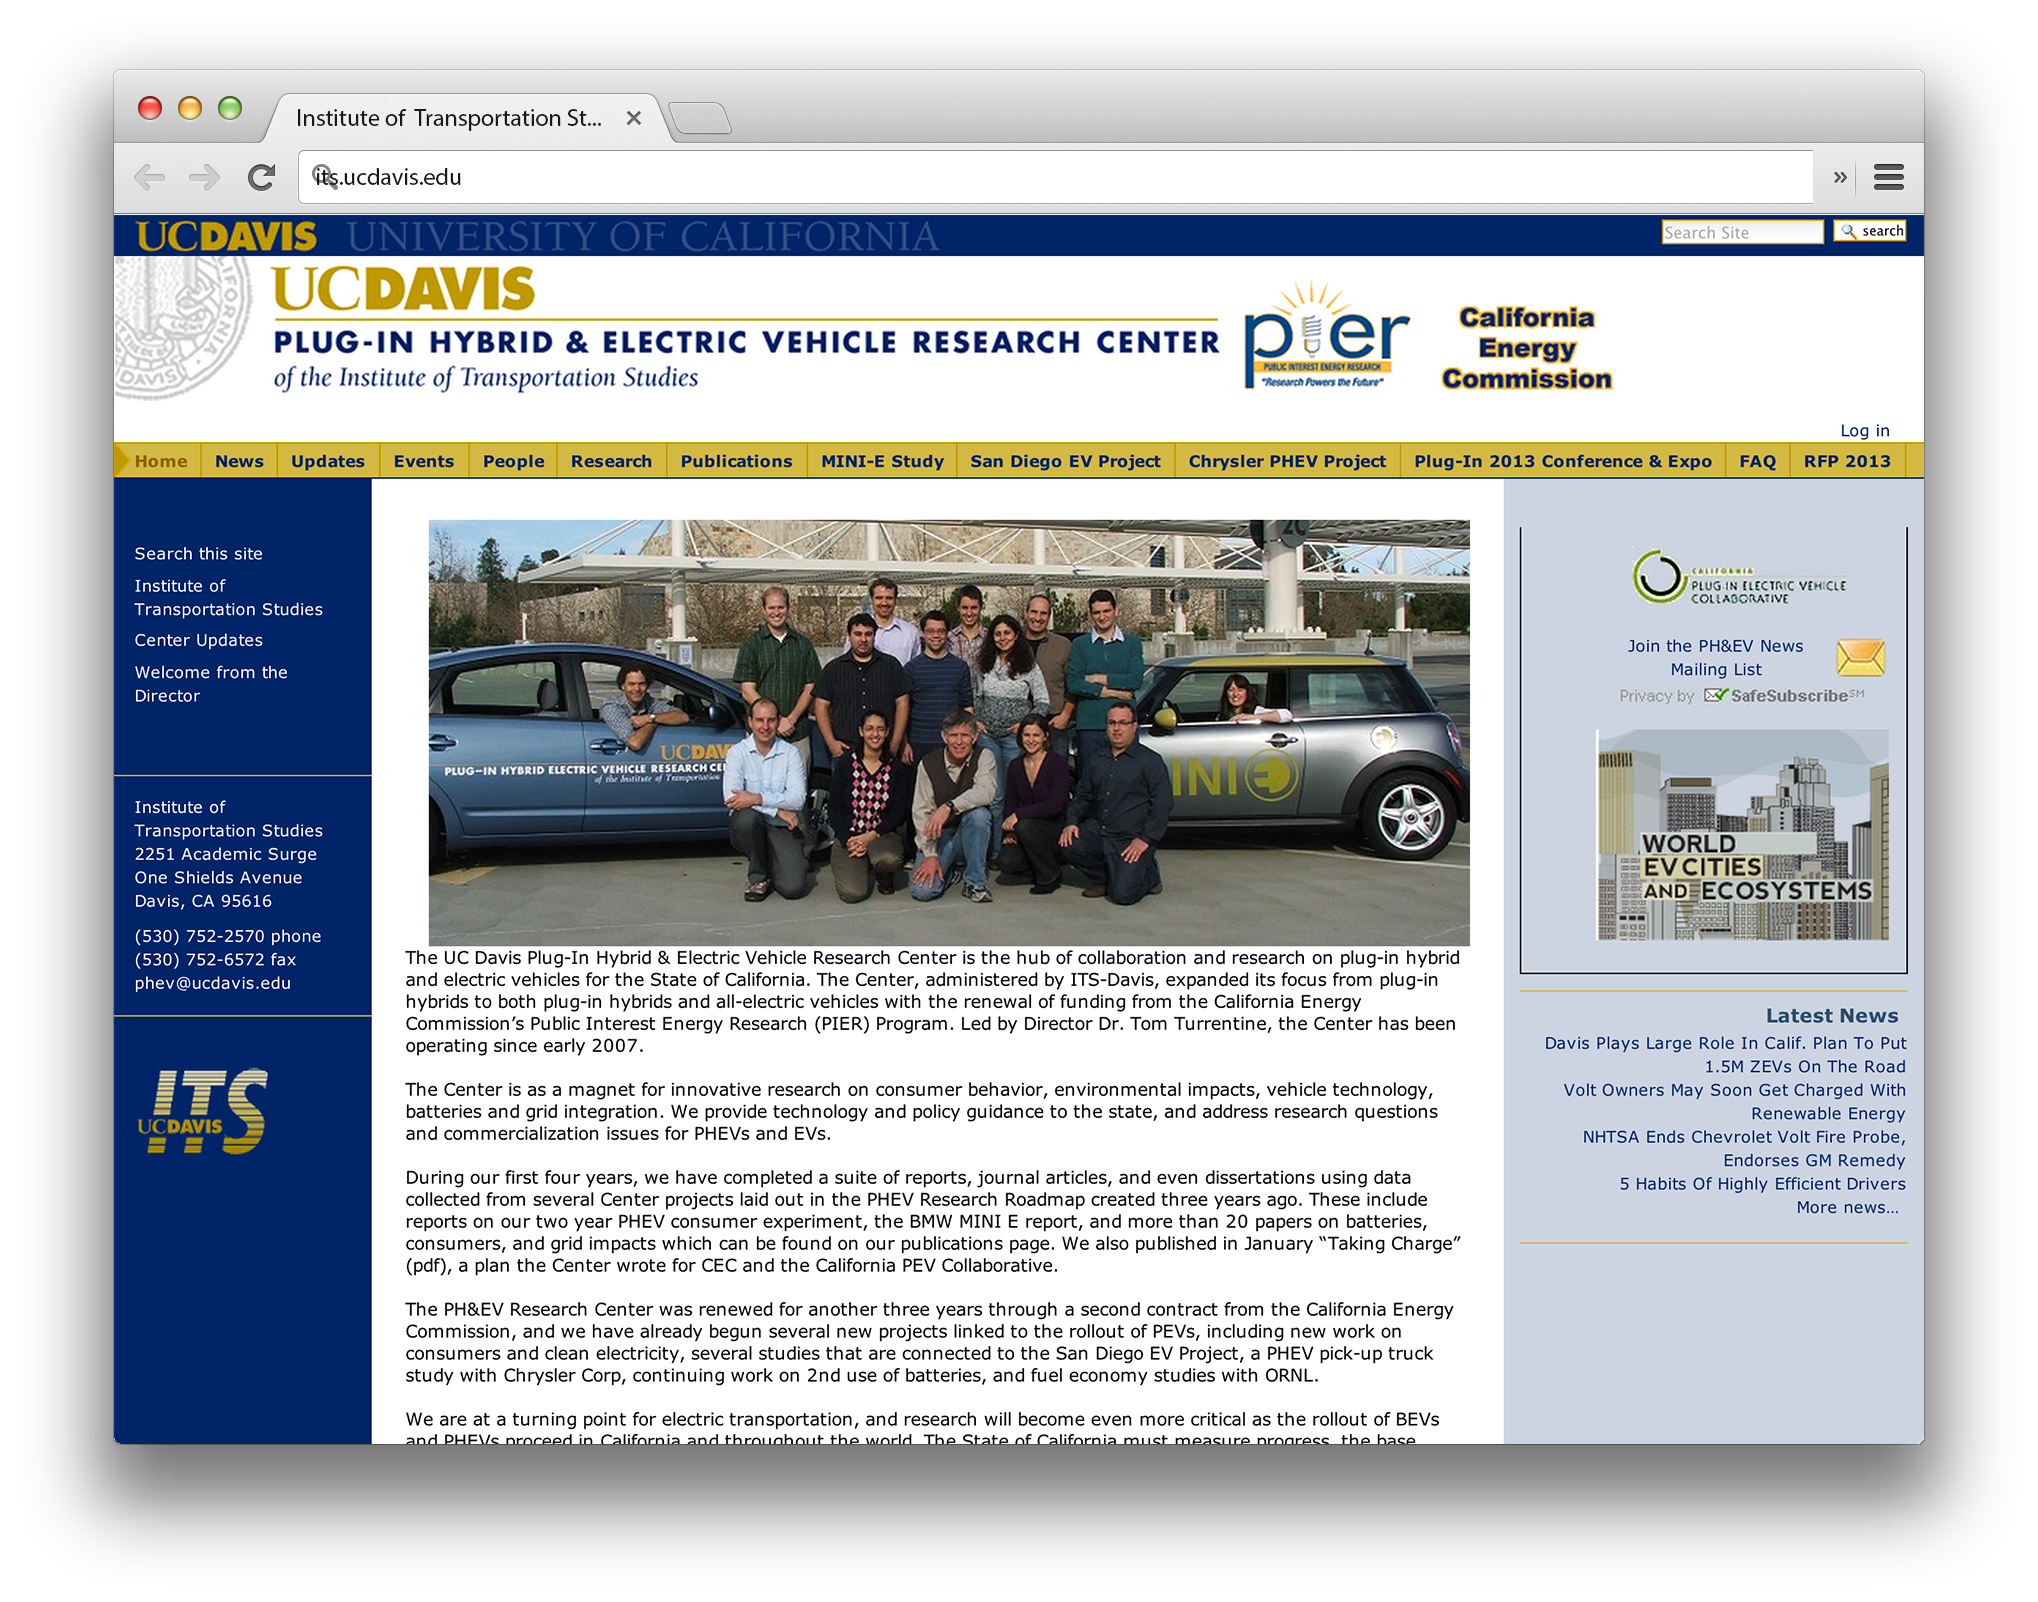 Institute of Transportation St...
its.ucdavis.edu
»
UCDAVIS UNIVERSITY OF CALIFORNIA
Search Site
search
UCDAVIS
PLUG-IN HYBRID & ELECTRIC VEHICLE RESEARCH CENTER
of the Institute of Transportation Studies
pier
PUBLIC INTEREST ENERGY RESEARCH
"Research Powers the Future"
California
Energy
Commission
Log in
Home News Updates Events People Research Publications MINI-E Study San Diego EV Project Chrysler PHEV Project Plug-In 2013 Conference & Expo FAQ RFP 2013
Search this site
Institute of
Transportation Studies
Center Updates
Welcome from the
Director
Institute of
Transportation Studies
2251 Academic Surge
One Shields Avenue
Davis, CA 95616
(530) 752-2570 phone
(530) 752-6572 fax
phev@ucdavis.edu
ITS
UCDAVIS
2C
UCDAV
PLUG-IN HYBRID ELECTRIC VEHICLE RESEARCH CE
of the Institute of Transportation
INI E
The UC Davis Plug-In Hybrid & Electric Vehicle Research Center is the hub of collaboration and research on plug-in hybrid
and electric vehicles for the State of California. The Center, administered by ITS-Davis, expanded its focus from plug-in
hybrids to both plug-in hybrids and all-electric vehicles with the renewal of funding from the California Energy
Commission’s Public Interest Energy Research (PIER) Program. Led by Director Dr. Tom Turrentine, the Center has been
operating since early 2007.
The Center is as a magnet for innovative research on consumer behavior, environmental impacts, vehicle technology,
batteries and grid integration. We provide technology and policy guidance to the state, and address research questions
and commercialization issues for PHEVs and EVs.
During our first four years, we have completed a suite of reports, journal articles, and even dissertations using data
collected from several Center projects laid out in the PHEV Research Roadmap created three years ago. These include
reports on our two year PHEV consumer experiment, the BMW MINI E report, and more than 20 papers on batteries,
consumers, and grid impacts which can be found on our publications page. We also published in January “Taking Charge”
(pdf), a plan the Center wrote for CEC and the California PEV Collaborative.
The PH&EV Research Center was renewed for another three years through a second contract from the California Energy
Commission, and we have already begun several new projects linked to the rollout of PEVs, including new work on
consumers and clean electricity, several studies that are connected to the San Diego EV Project, a PHEV pick-up truck
study with Chrysler Corp, continuing work on 2nd use of batteries, and fuel economy studies with ORNL.
We are at a turning point for electric transportation, and research will become even more critical as the rollout of BEVs
and PHEVs proceed in California and throughout the world. The State of California must measure progress, the base
CALIFORNIA
PLUG-IN ELECTRIC VEHICLE
COLLABORATIVE
Join the PH&EV News
Mailing List
Privacy by SafeSubscribe SM
WORLD
EV CITIES
AND ECOSYSTEMS
Latest News
Davis Plays Large Role In Calif. Plan To Put
1.5M ZEVs On The Road
Volt Owners May Soon Get Charged With
Renewable Energy
NHTSA Ends Chevrolet Volt Fire Probe,
Endorses GM Remedy
5 Habits Of Highly Efficient Drivers
More news…